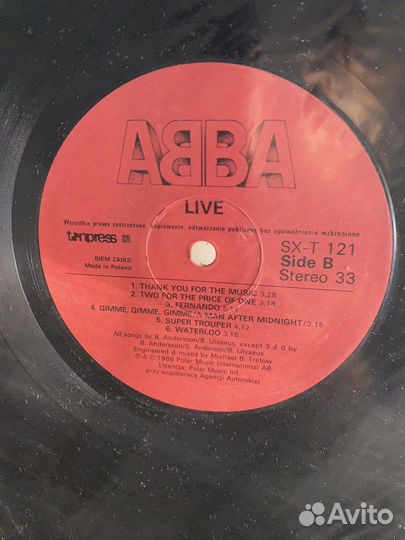 ABBA
LIVE
Wszystkie prawa zastrzeżone, kopiowanie, odtwarzanie publiczne bez upoważnienia wzbronione
tonpress
BIEM ZAIKS
Made in Poland
SX-T 121
Side B
Stereo 33
1. THANK YOU FOR THE MUSIC 3.28
2. TWO FOR THE PRICE OF ONE 3.18
3. FERNANDO 5.11
4. GIMME, GIMME, GIMME/A MAN AFTER MIDNIGHT/3.15
5. SUPER TROUPER 4.12
6. WATERLOO 3.18
All songs by B. Andersson/B. Ulvaeus, except 3 & 6 by
B. Andersson/S. Anderson/B. Ulvaeus
Engineered & mixed by Michael B. Tretow
℗ & © 1986 Polar Music International AB
Licencja: Polar Music Int.
przy współpracy Agencji Autorskiej
Avito